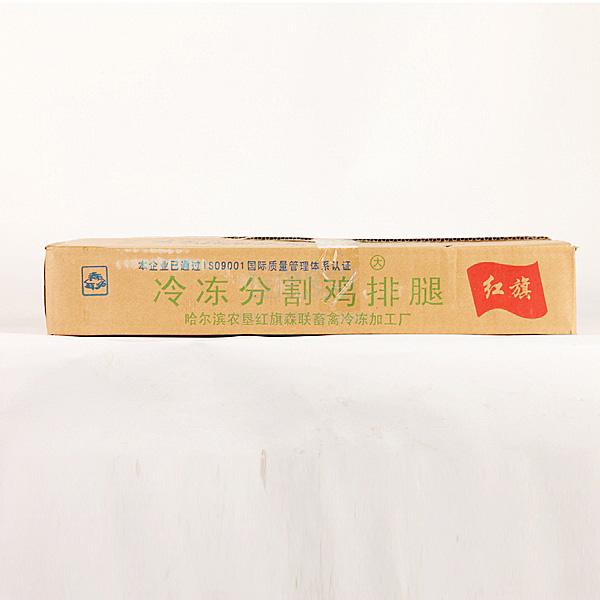 本企业已通过ISO9001国际质量管理体系认证
大
冷冻分割鸡排腿
哈尔滨农垦红旗森联畜禽冷冻加工厂
红旗